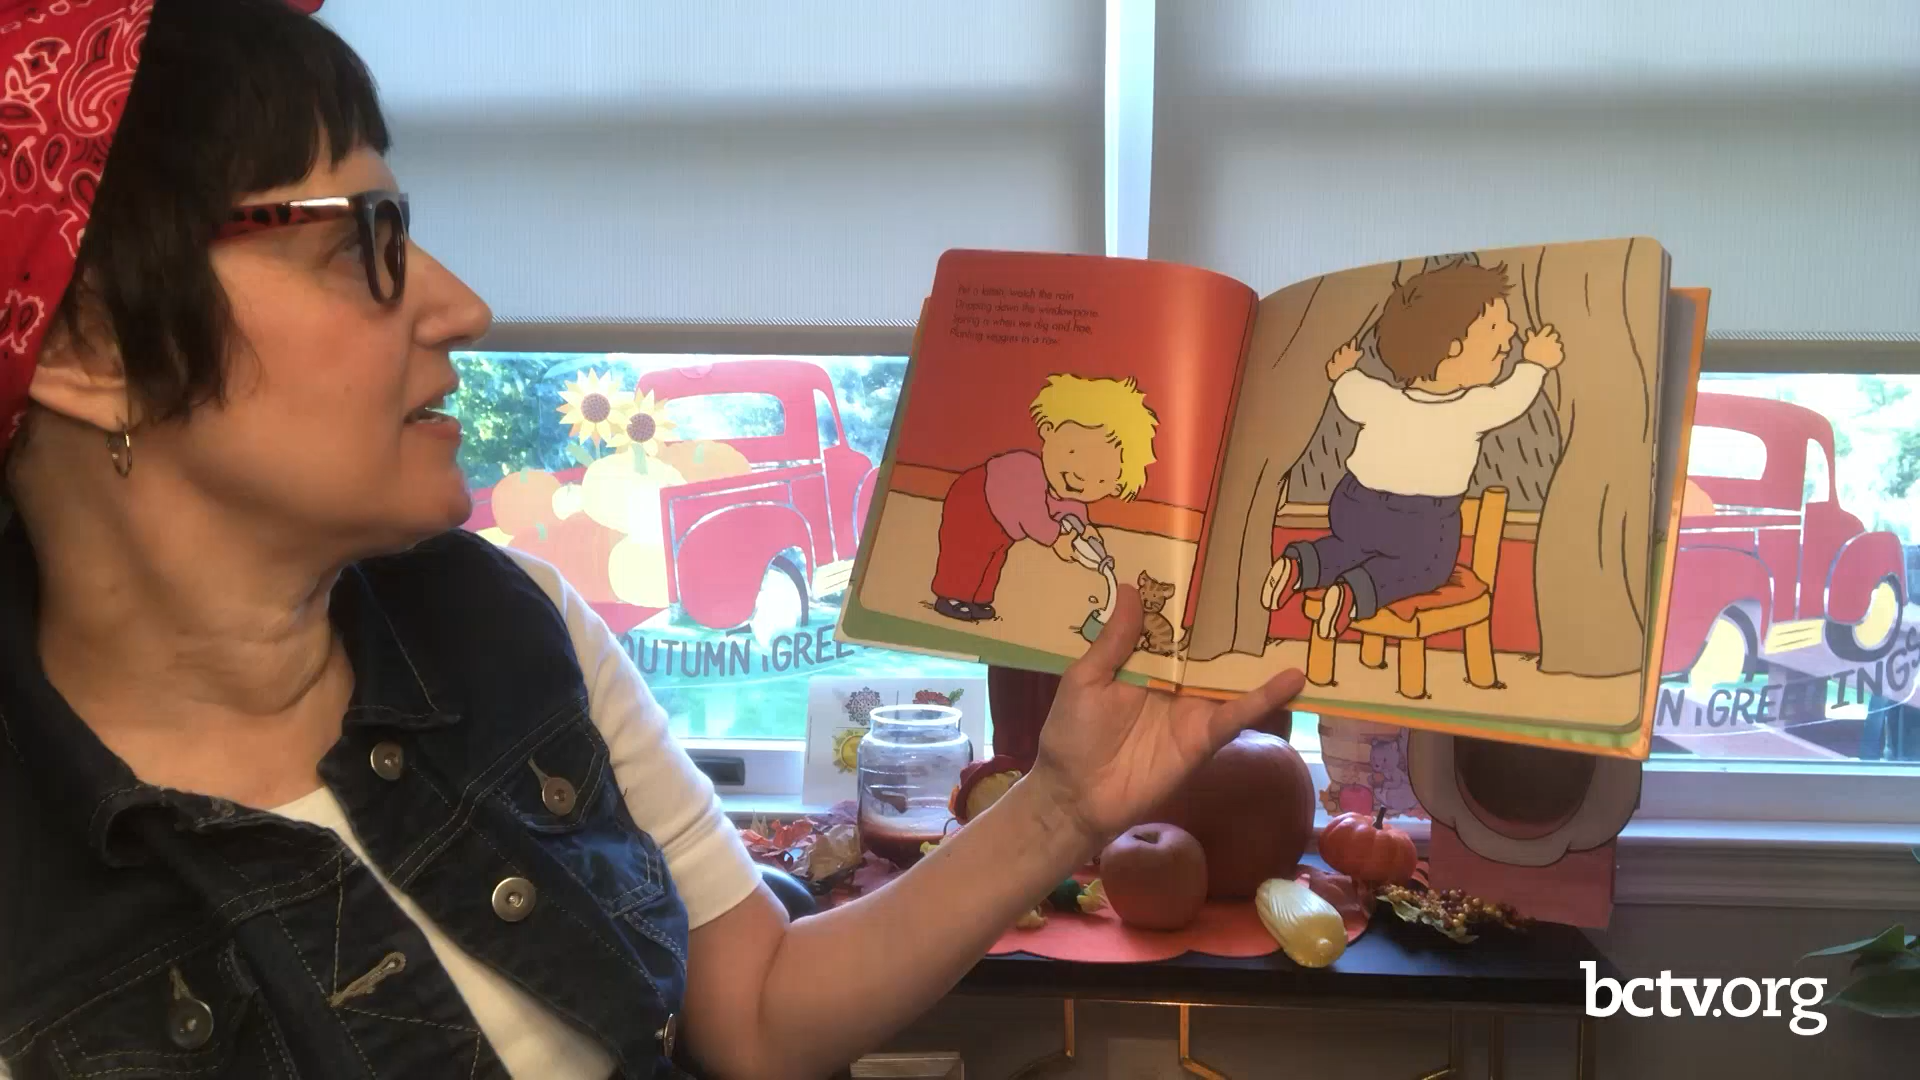 Pet a kitten, watch the rain
Dripping down the windowpane.
Spring is when we dig and hoe,
Planting veggies in a row.
AUTUMN GREE
N GREETINGS
bctv.org